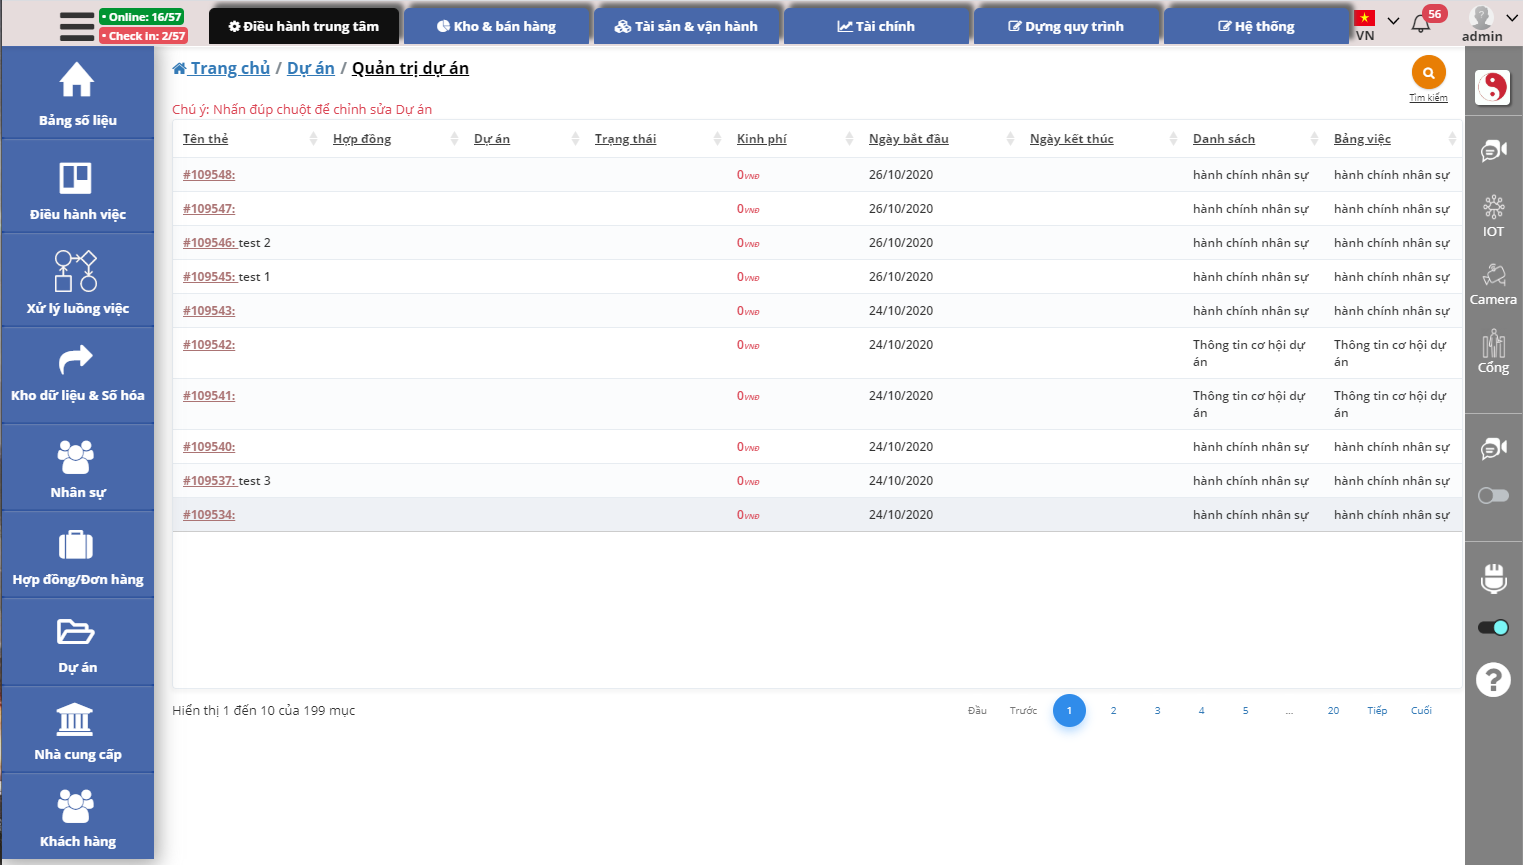 • Online: 16/57
• Check In: 2/57
Điều hành trung tâm
Kho & bán hàng
Tài sản & vận hành
Tài chính
Dựng quy trình
Hệ thống
VN
56
admin
Bảng số liệu
Điều hành việc
Xử lý luồng việc
Kho dữ liệu & Số hóa
Nhân sự
Hợp đồng/Đơn hàng
Dự án
Nhà cung cấp
Khách hàng
Trang chủ / Dự án / Quản trị dự án
Tìm kiếm
Chú ý: Nhấn đúp chuột để chỉnh sửa Dự án
Tên thẻ Hợp đồng Dự án Trạng thái Kinh phí Ngày bắt đầu Ngày kết thúc Danh sách Bảng việc
#109548: 0VNĐ 26/10/2020 hành chính nhân sự hành chính nhân sự
#109547: 0VNĐ 26/10/2020 hành chính nhân sự hành chính nhân sự
#109546: test 2 0VNĐ 26/10/2020 hành chính nhân sự hành chính nhân sự
#109545: test 1 0VNĐ 26/10/2020 hành chính nhân sự hành chính nhân sự
#109543: 0VNĐ 24/10/2020 hành chính nhân sự hành chính nhân sự
#109542: 0VNĐ 24/10/2020 Thông tin cơ hội dự Thông tin cơ hội dự
án án
#109541: 0VNĐ 24/10/2020 Thông tin cơ hội dự Thông tin cơ hội dự
án án
#109540: 0VNĐ 24/10/2020 hành chính nhân sự hành chính nhân sự
#109537: test 3 0VNĐ 24/10/2020 hành chính nhân sự hành chính nhân sự
#109534: 0VNĐ 24/10/2020 hành chính nhân sự hành chính nhân sự
Hiển thị 1 đến 10 của 199 mục
Đầu Trước 1 2 3 4 5 ... 20 Tiếp Cuối
IOT
Camera
Cổng